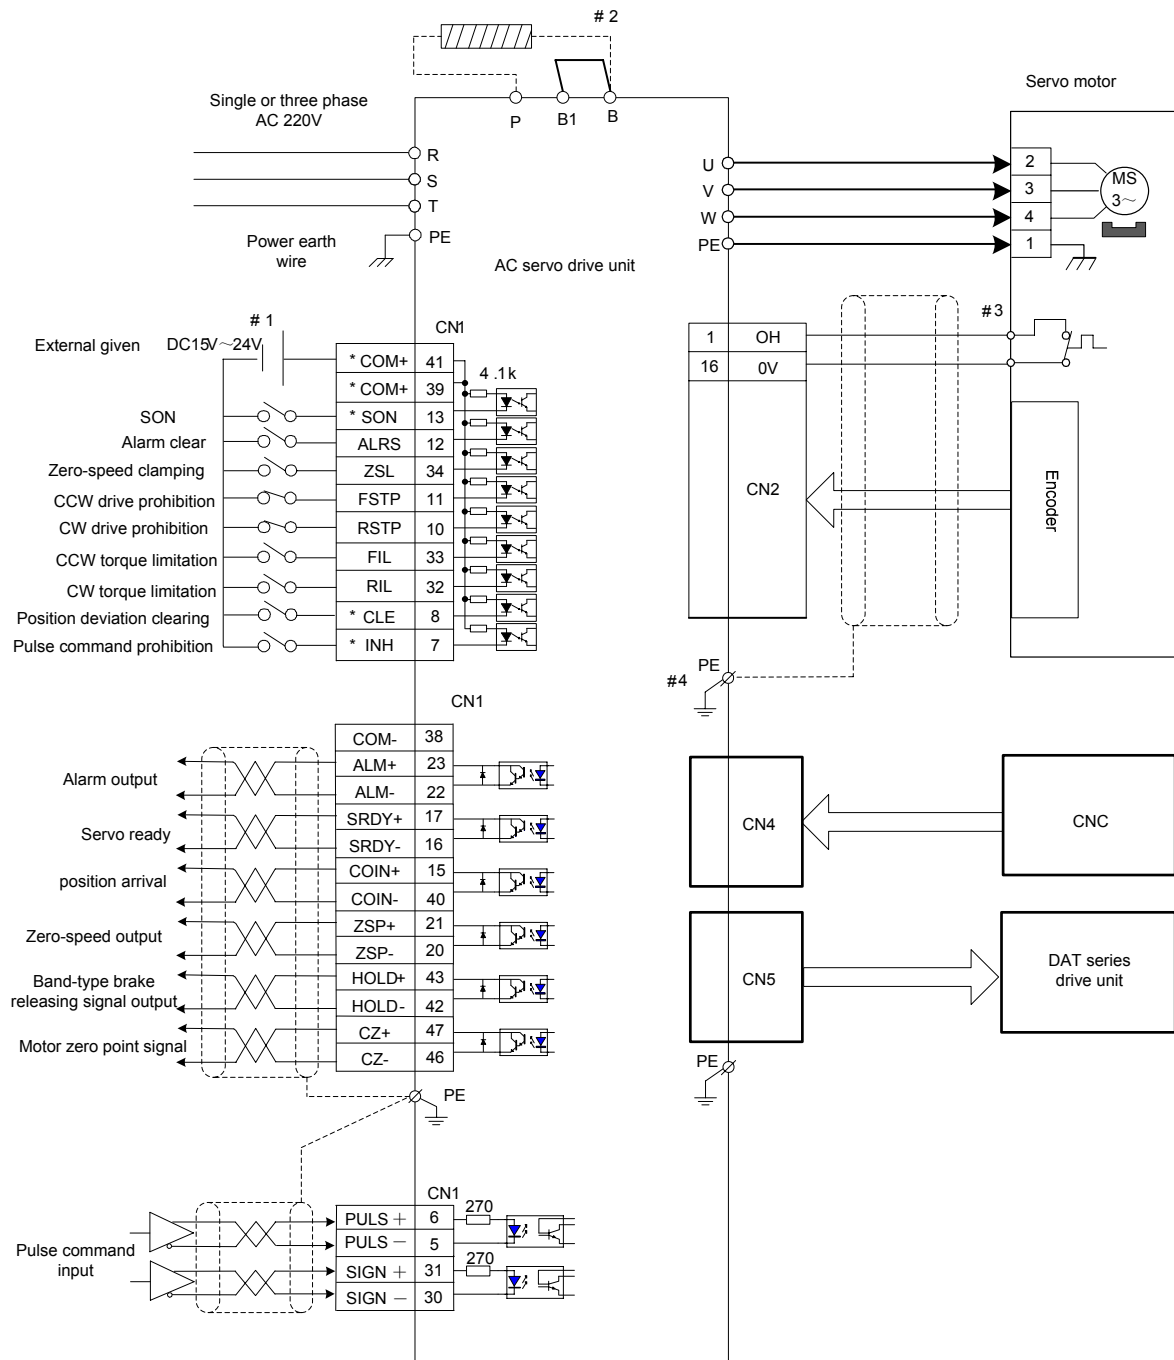 # 2
Servo motor
Single or three phase
AC 220V
P
B1
B
R
S
T
PE
Power earth
wire
AC servo drive unit
U
V
W
PE
2
3
4
1
MS
3～
# 1
External given
DC15V～24V
CN1
4 .1k
* COM+ 41
* COM+ 39
SON * SON 13
Alarm clear ALRS 12
Zero-speed clamping ZSL 34
CCW drive prohibition FSTP 11
CW drive prohibition RSTP 10
CCW torque limitation FIL 33
CW torque limitation RIL 32
Position deviation clearing * CLE 8
Pulse command prohibition * INH 7
#3
1 OH
16 0V
CN2
Encoder
PE
#4
CN1
COM- 38
Alarm output
ALM+ 23
ALM- 22
Servo ready
SRDY+ 17
SRDY- 16
position arrival
COIN+ 15
COIN- 40
Zero-speed output
ZSP+ 21
ZSP- 20
Band-type brake
releasing signal output
HOLD+ 43
HOLD- 42
Motor zero point signal
CZ+ 47
CZ- 46
PE
CN4
CNC
CN5
DAT series
drive unit
PE
CN1
Pulse command
input
PULS + 6 270
PULS － 5
SIGN + 31 270
SIGN － 30